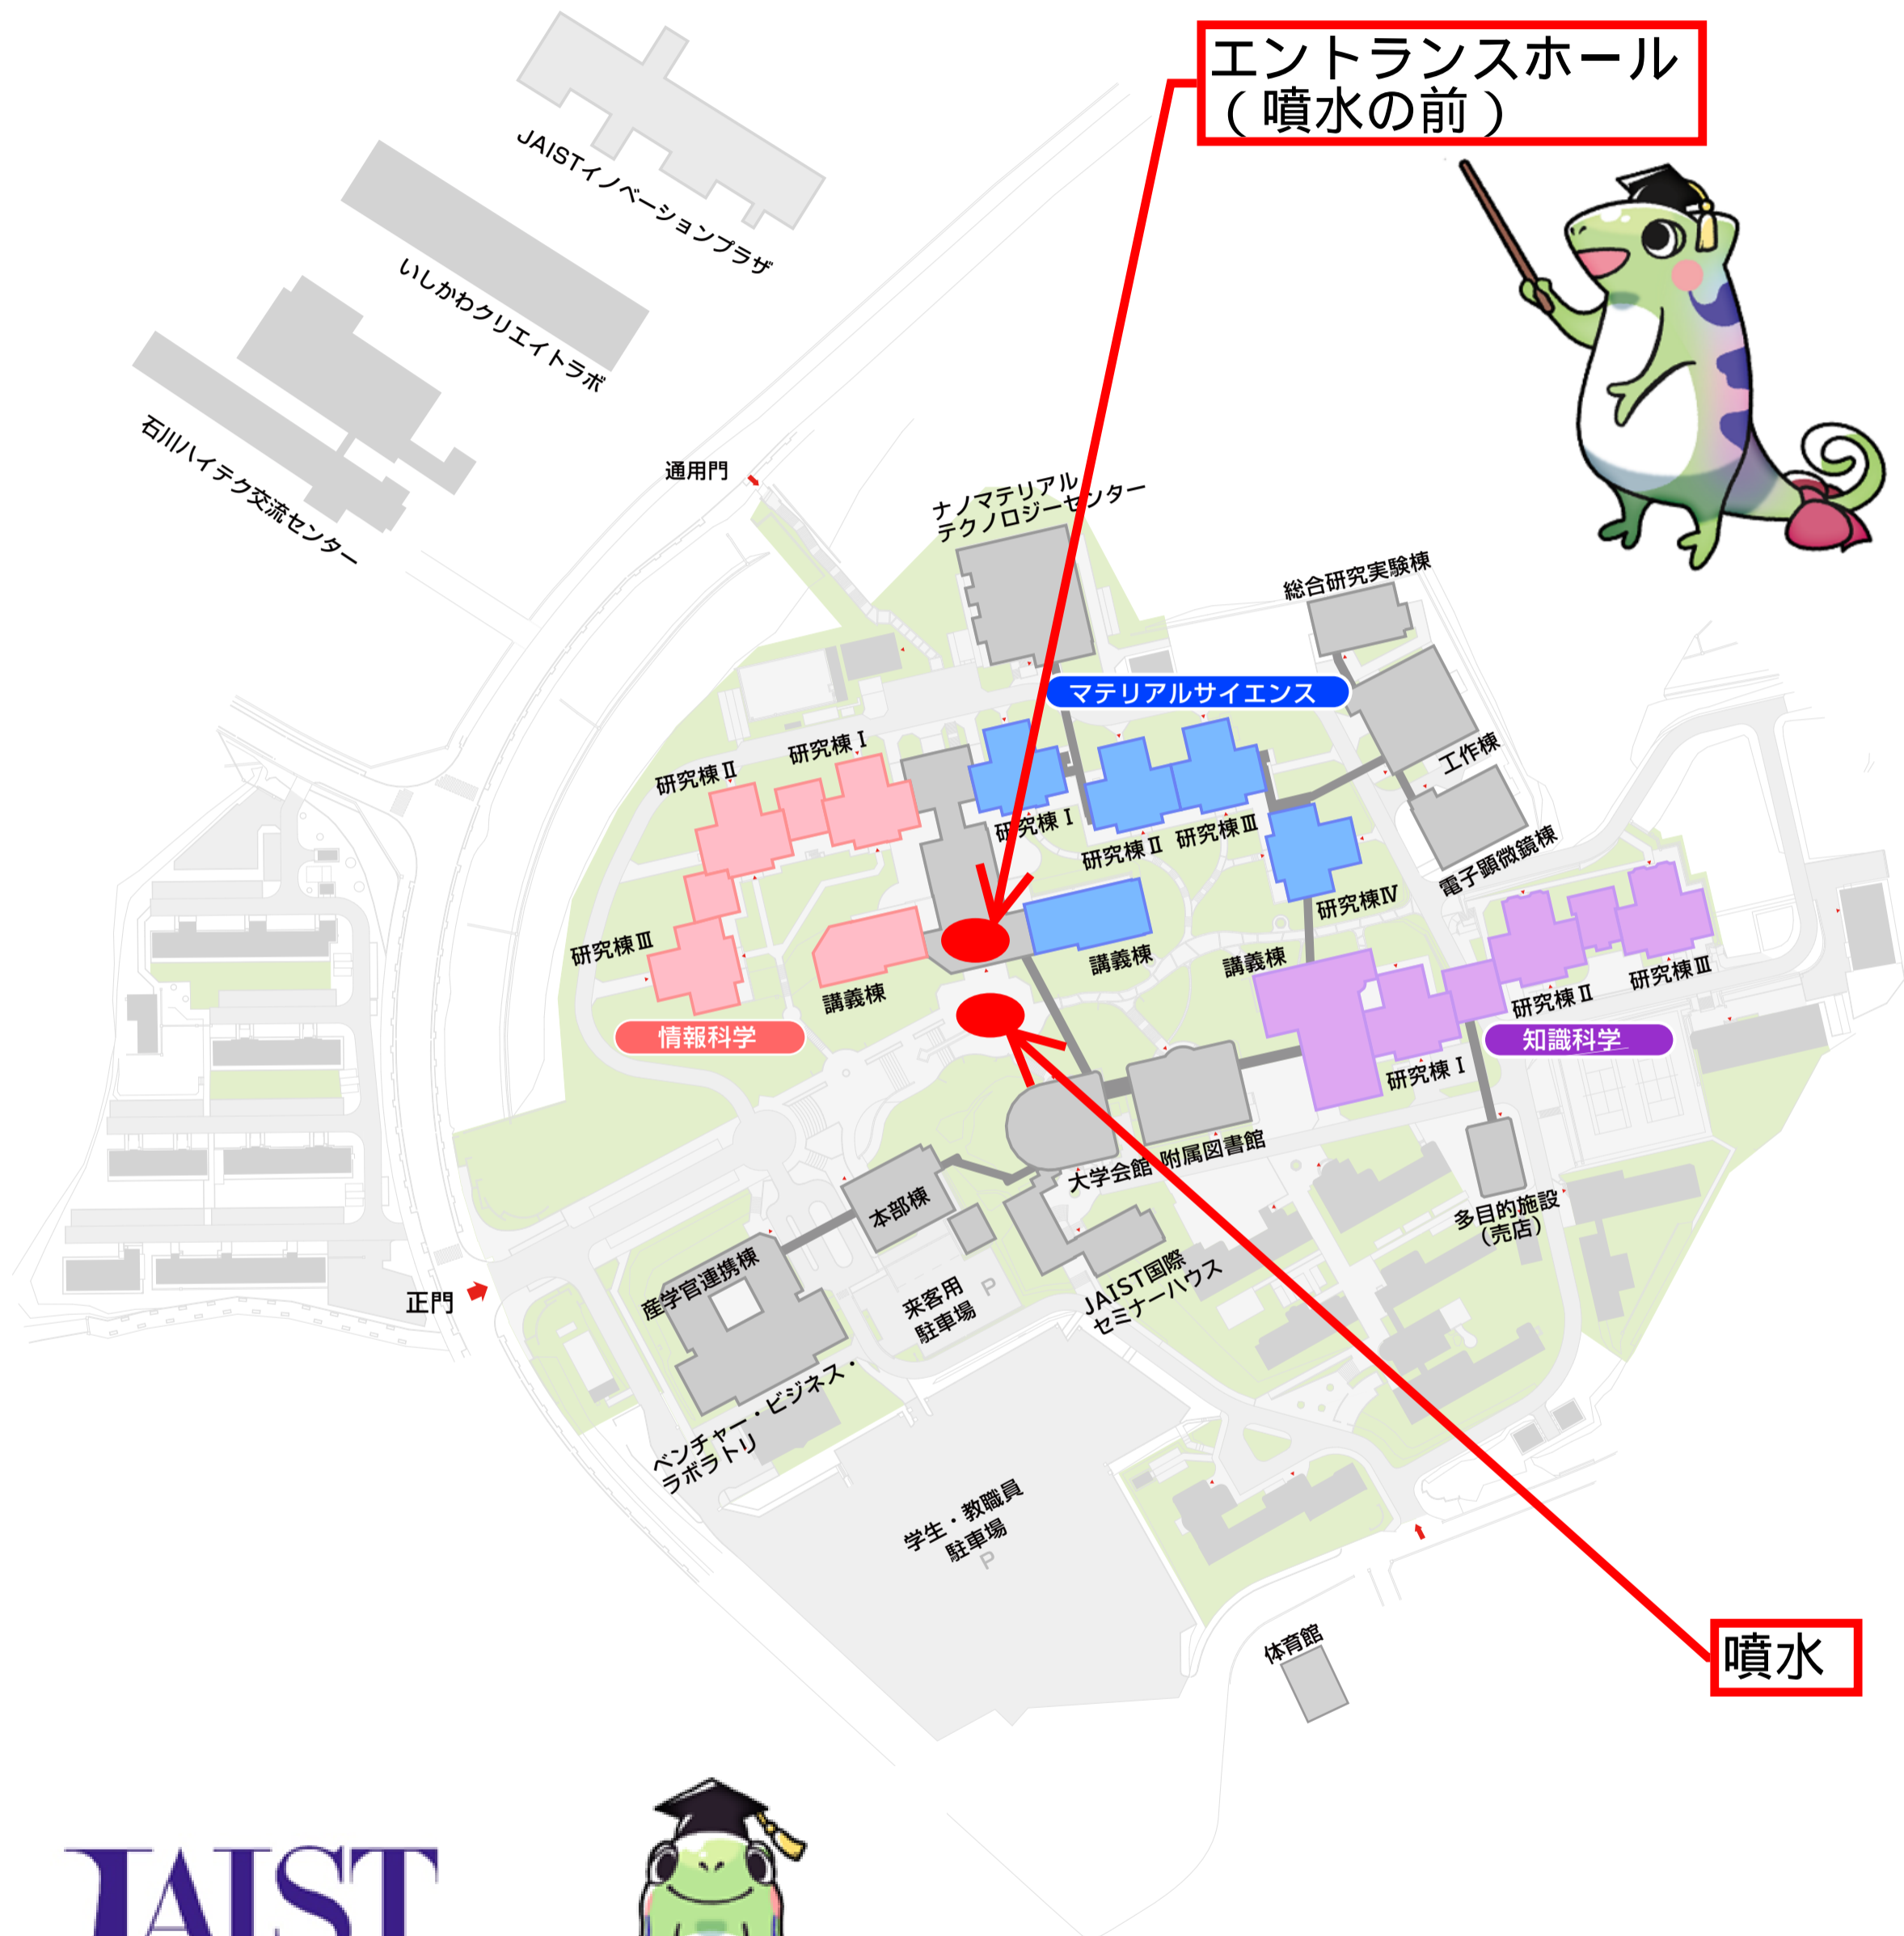 エントランスホール
（噴水の前）
JAISTイノベーションプラザ
いしかわクリエイトラボ
石川ハイテク交流センター
通用門
ナノマテリアル
テクノロジーセンター
総合研究実験棟
マテリアルサイエンス
工作棟
研究棟Ⅰ
研究棟Ⅱ
研究棟Ⅰ
研究棟Ⅱ
研究棟Ⅲ
電子顕微鏡棟
研究棟Ⅳ
研究棟Ⅲ
講義棟
講義棟
講義棟
研究棟Ⅲ
研究棟Ⅱ
情報科学
知識科学
研究棟Ⅰ
大学会館
附属図書館
本部棟
多目的施設
（売店）
産学官連携棟
正門
来客用
駐車場
P
JAIST国際
セミナーハウス
ベンチャー・ビジネス・
ラボラトリ
学生・教職員
駐車場
P
体育館
噴水
JAIST